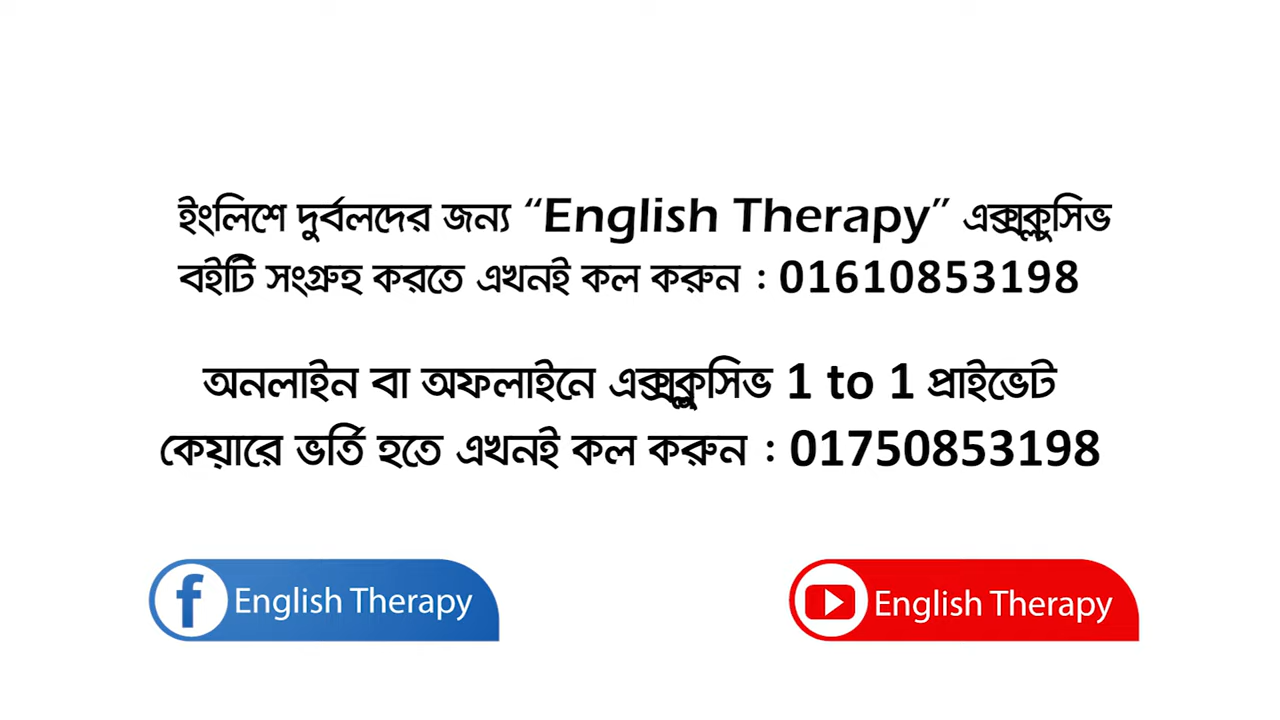 ইংলিশে দুর্বলদের জন্য “English Therapy” এক্সক্লুসিভ
বইটি সংগ্রহ করতে এখনই কল করুন : 01610853198
অনলাইন বা অফলাইনে এক্সক্লুসিভ 1 to 1 প্রাইভেট
কেয়ারে ভর্তি হতে এখনই কল করুন : 01750853198
English Therapy
English Therapy